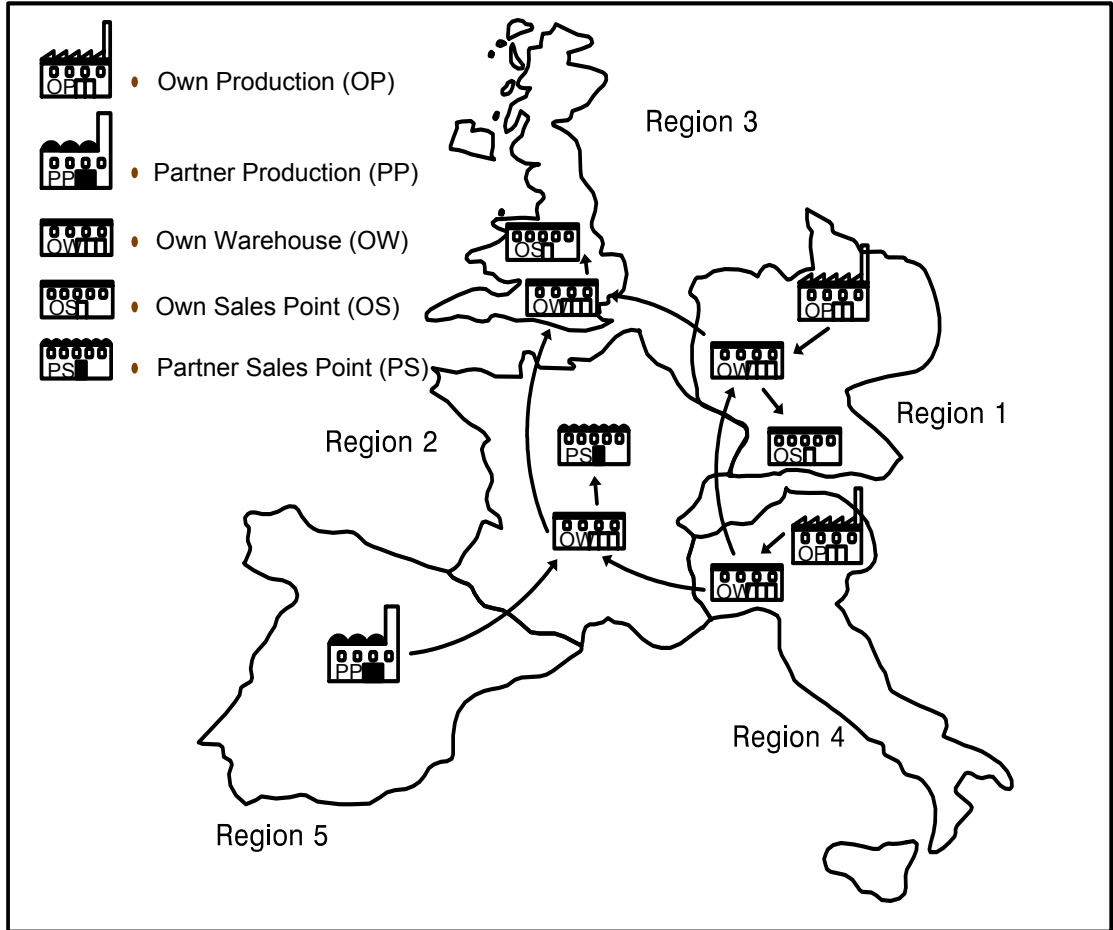 OP • Own Production (OP)
PP • Partner Production (PP)
OW • Own Warehouse (OW)
OS • Own Sales Point (OS)
PS • Partner Sales Point (PS)
Region 3
OS
OW
OP
OW
Region 1
Region 2
PS
OS
OW
OP
OW
PP
Region 4
Region 5